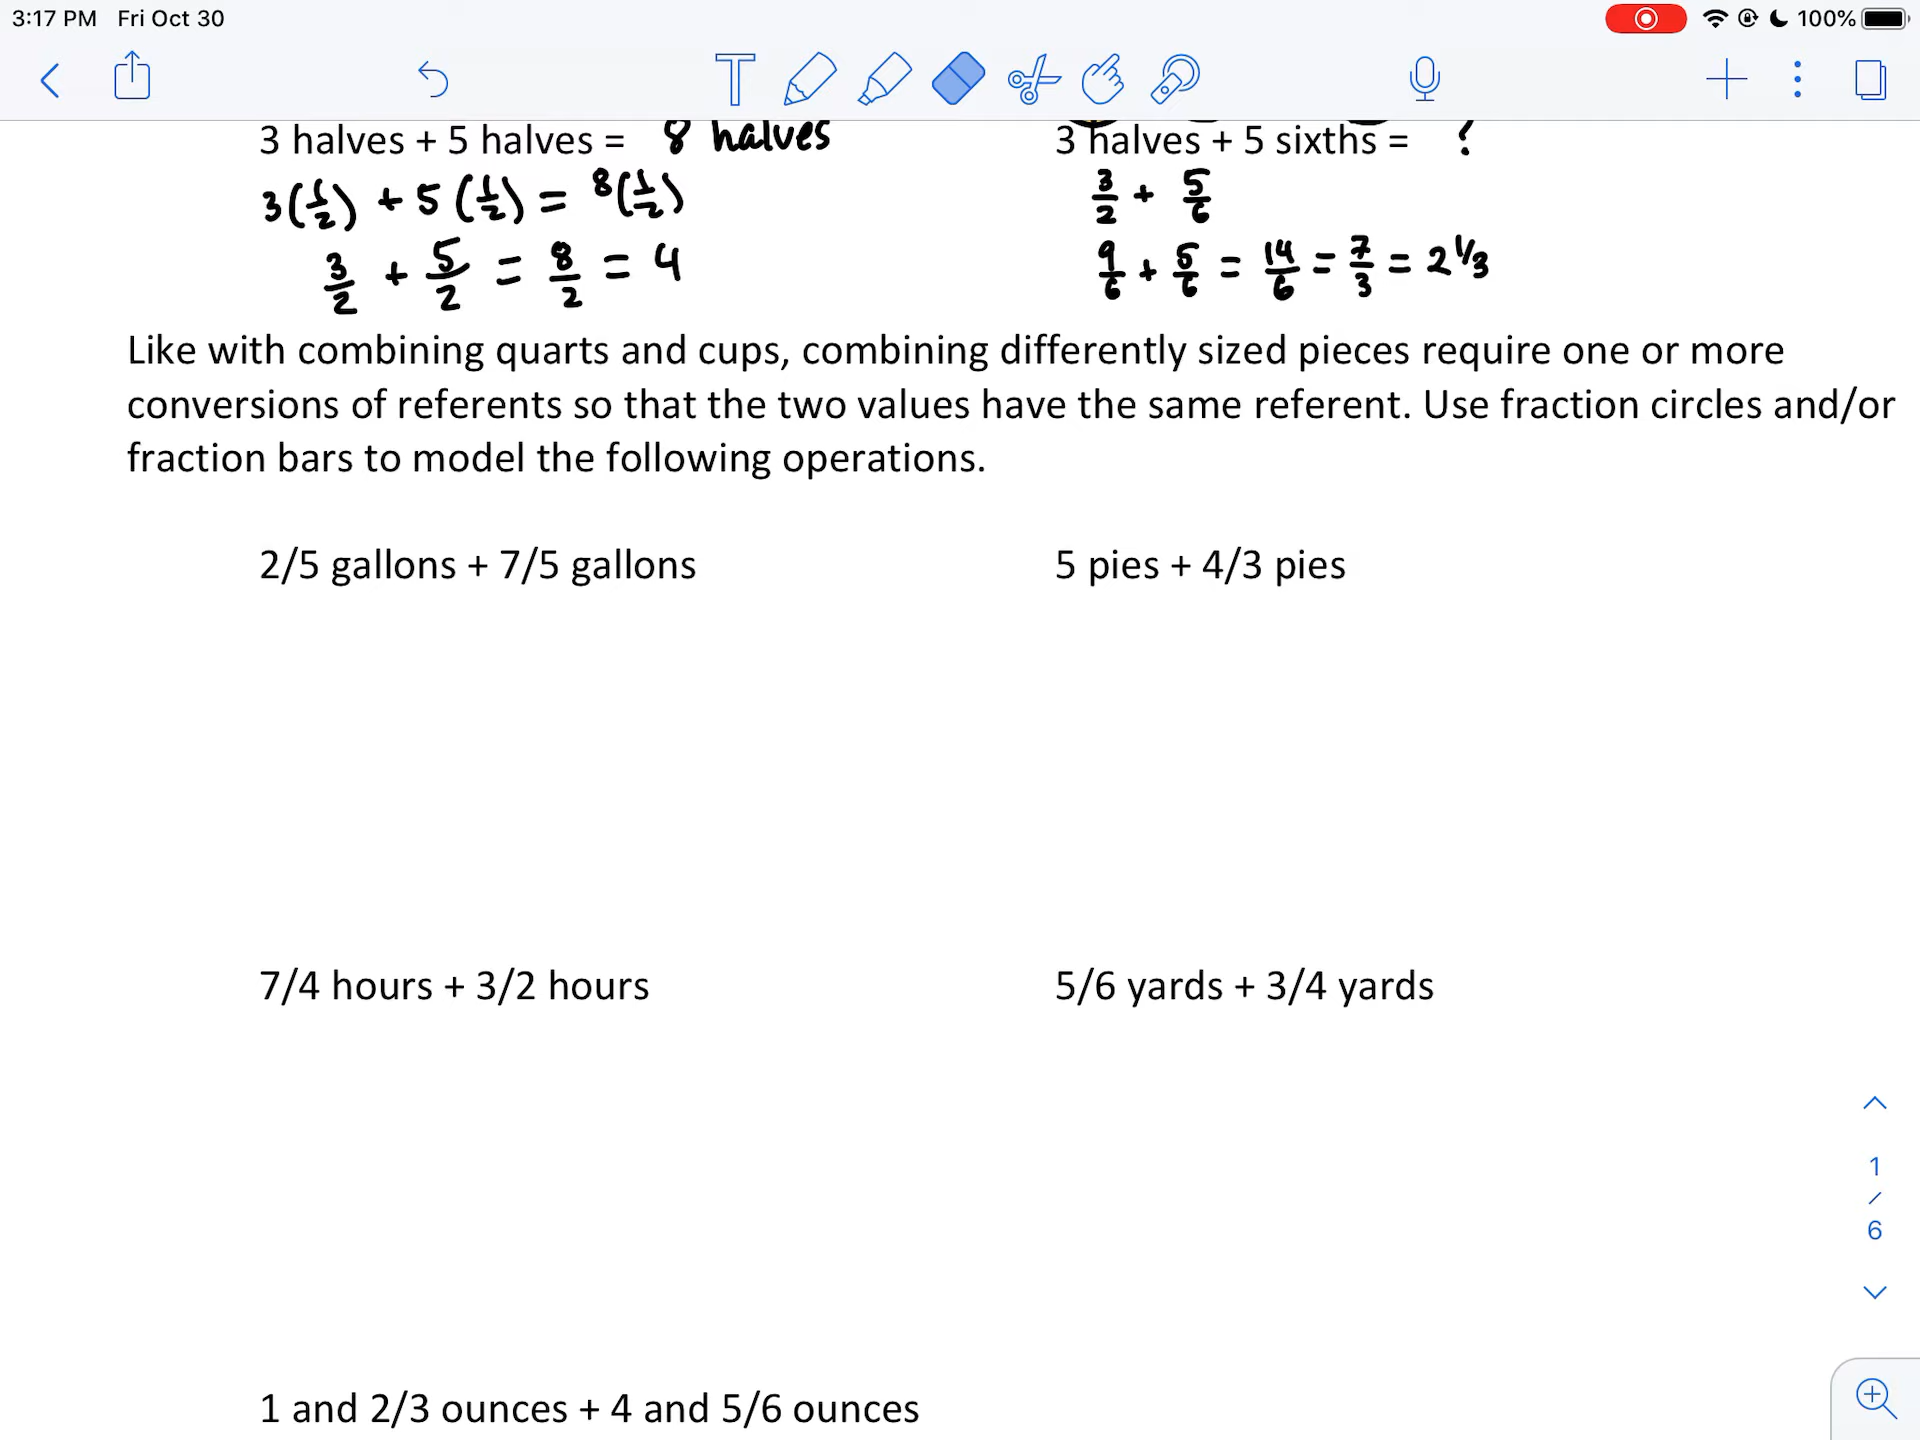 3:17 PM Fri Oct 30 100%
3 halves + 5 halves = 8 halves
3(1/2) + 5(1/2) = 8(1/2)
3/2 + 5/2 = 8/2 = 4
3 halves + 5 sixths = ?
3/2 + 5/6
9/6 + 5/6 = 14/6 = 7/3 = 2 1/3
Like with combining quarts and cups, combining differently sized pieces require one or more
conversions of referents so that the two values have the same referent. Use fraction circles and/or
fraction bars to model the following operations.
2/5 gallons + 7/5 gallons
5 pies + 4/3 pies
7/4 hours + 3/2 hours
5/6 yards + 3/4 yards
1 and 2/3 ounces + 4 and 5/6 ounces
1
/
6